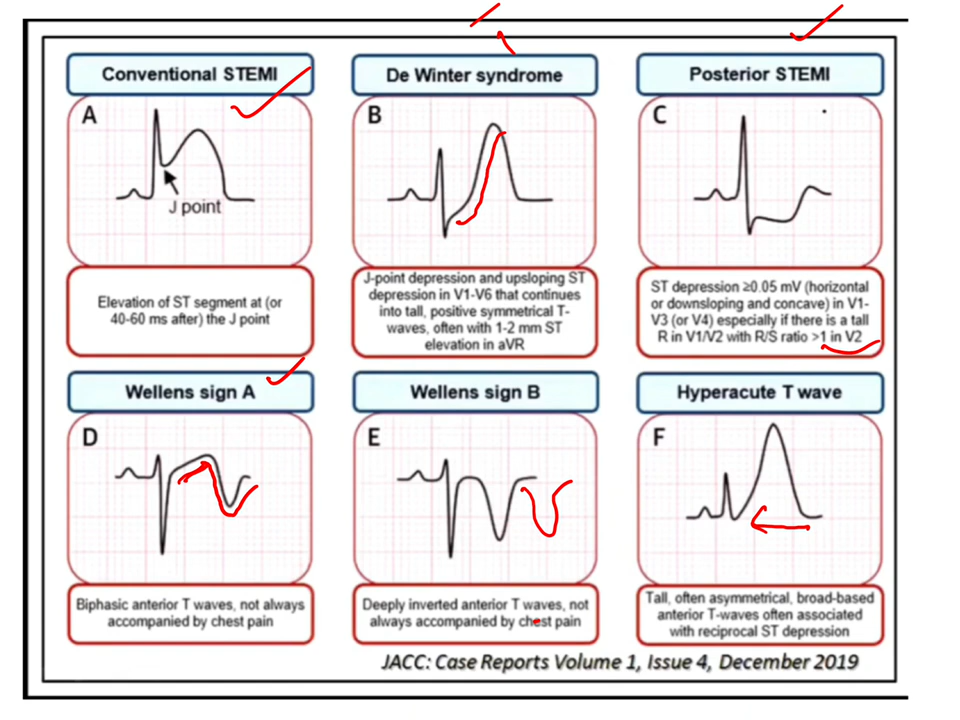 Conventional STEMI
De Winter syndrome
Posterior STEMI
A
J point
B
C
Elevation of ST segment at (or
40-60 ms after) the J point
J-point depression and upsloping ST
depression in V1-V6 that continues
into tall, positive symmetrical T-
waves, often with 1-2 mm ST
elevation in aVR
ST depression ≥0.05 mV (horizontal
or downsloping and concave) in V1-
V3 (or V4) especially if there is a tall
R in V1/V2 with R/S ratio >1 in V2
Wellens sign A
Wellens sign B
Hyperacute T wave
D
E
F
Biphasic anterior T waves, not always
accompanied by chest pain
Deeply inverted anterior T waves, not
always accompanied by chest pain
Tall, often asymmetrical, broad-based
anterior T-waves often associated
with reciprocal ST depression
JACC: Case Reports Volume 1, Issue 4, December 2019